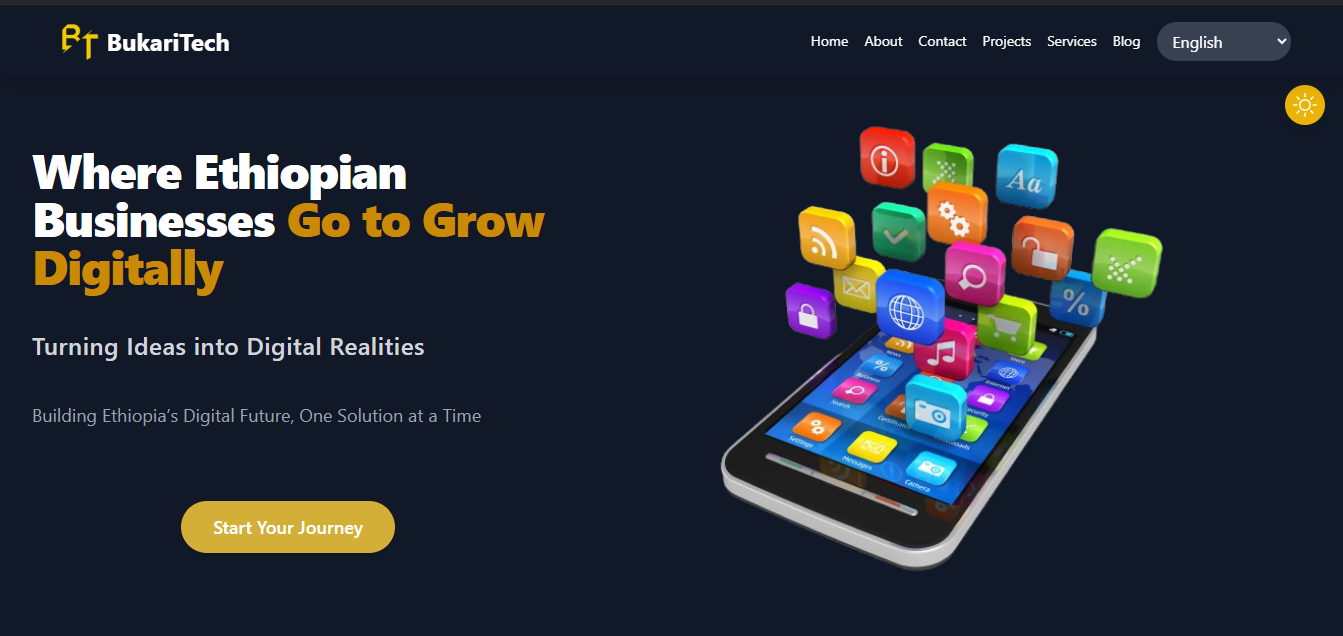 BT BukariTech
Home About Contact Projects Services Blog English
Where Ethiopian
Businesses Go to Grow
Digitally
Turning Ideas into Digital Realities
Building Ethiopia’s Digital Future, One Solution at a Time
Start Your Journey
Aa
%
News
More
%
Business
Internet
Search
Security
Settings
Messages
Camera